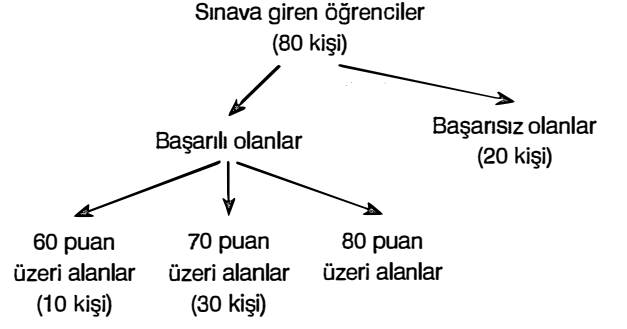 Sınava giren öğrenciler
(80 kişi)
Başarılı olanlar
Başarısız olanlar
(20 kişi)
60 puan
üzeri alanlar
(10 kişi)
70 puan
üzeri alanlar
(30 kişi)
80 puan
üzeri alanlar